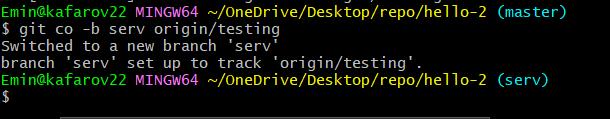 Emin@kafarov22 MINGW64 ~/OneDrive/Desktop/repo/hello-2 (master)
$ git co -b serv origin/testing
Switched to a new branch 'serv'
branch 'serv' set up to track 'origin/testing'.
Emin@kafarov22 MINGW64 ~/OneDrive/Desktop/repo/hello-2 (serv)
$